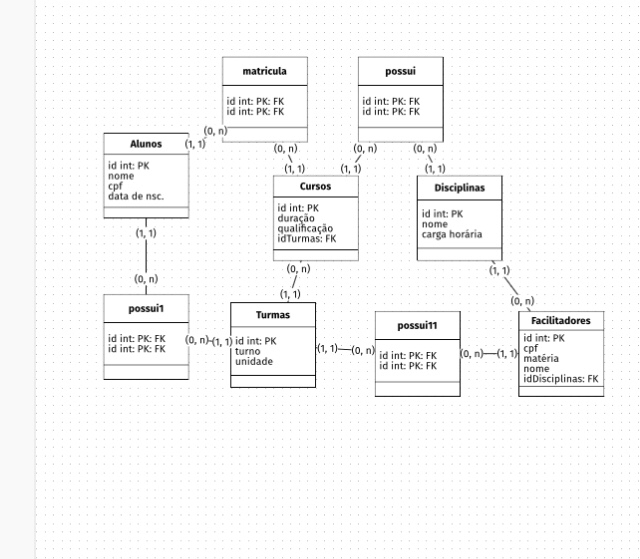 matricula
id int: PK: FK
id int: PK: FK
possui
id int: PK: FK
id int: PK: FK
(0, n)
(1, 1)
Alunos
id int: PK
nome
cpf
data de nsc.
(0, n)
(1, 1)
(0, n)
(1, 1)
(0, n)
(1, 1)
Cursos
id int: PK
duração
qualificação
idTurmas: FK
Disciplinas
id int: PK
nome
carga horária
(1, 1)
(0, n)
(0, n)
(1, 1)
(1, 1)
(0, n)
possui1
id int: PK: FK
id int: PK: FK
(0, n)
(1, 1)
Turmas
id int: PK
turno
unidade
(1, 1)
(0, n)
possui11
id int: PK: FK
id int: PK: FK
(0, n)
(1, 1)
Facilitadores
id int: PK
cpf
matéria
nome
idDisciplinas: FK